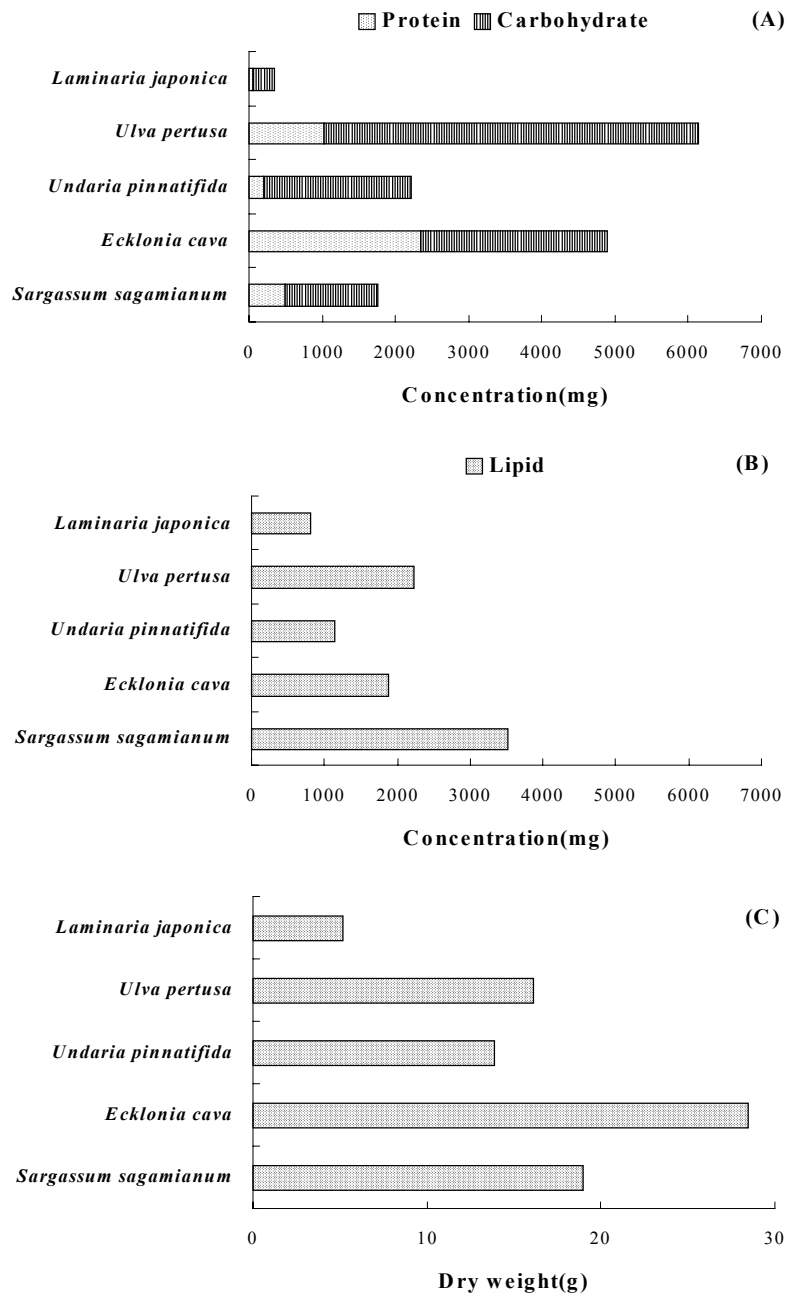 Protein Carbohydrate (A)
Laminaria japonica
Ulva pertusa
Undaria pinnatifida
Ecklonia cava
Sargassum sagamianum
0 1000 2000 3000 4000 5000 6000 7000
Concentration(mg)
Lipid (B)
Laminaria japonica
Ulva pertusa
Undaria pinnatifida
Ecklonia cava
Sargassum sagamianum
0 1000 2000 3000 4000 5000 6000 7000
Concentration(mg)
(C)
Laminaria japonica
Ulva pertusa
Undaria pinnatifida
Ecklonia cava
Sargassum sagamianum
0 10 20 30
Dry weight(g)